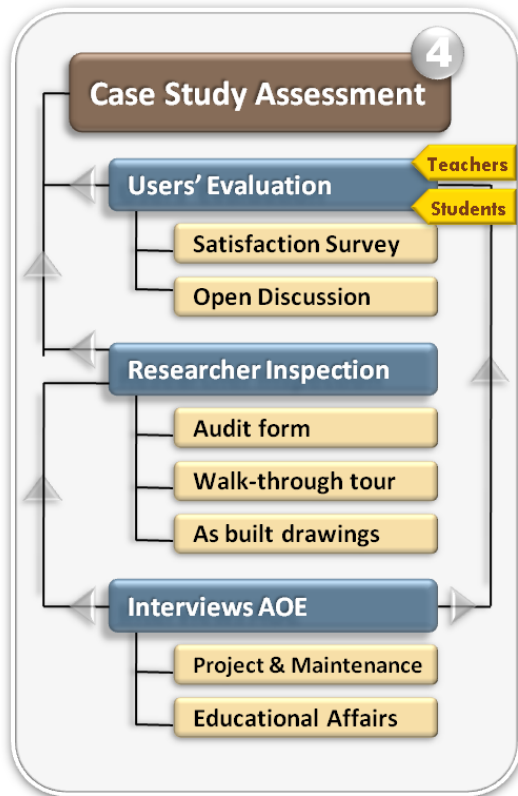 4
Case Study Assessment
Teachers
Users' Evaluation
Students
Satisfaction Survey
Open Discussion
Researcher Inspection
Audit form
Walk-through tour
As built drawings
Interviews AOE
Project & Maintenance
Educational Affairs